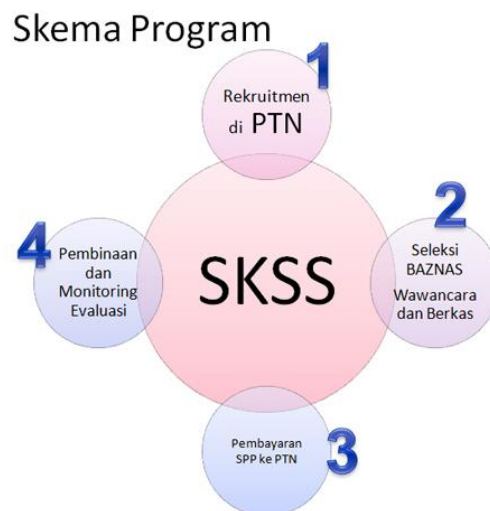 Skema Program
1
Rekruitmen
di PTN
2
Seleksi
BAZNAS
Wawancara
dan Berkas
SKSS
4
Pembinaan
dan
Monitoring
Evaluasi
3
Pembayaran
SPP ke PTN